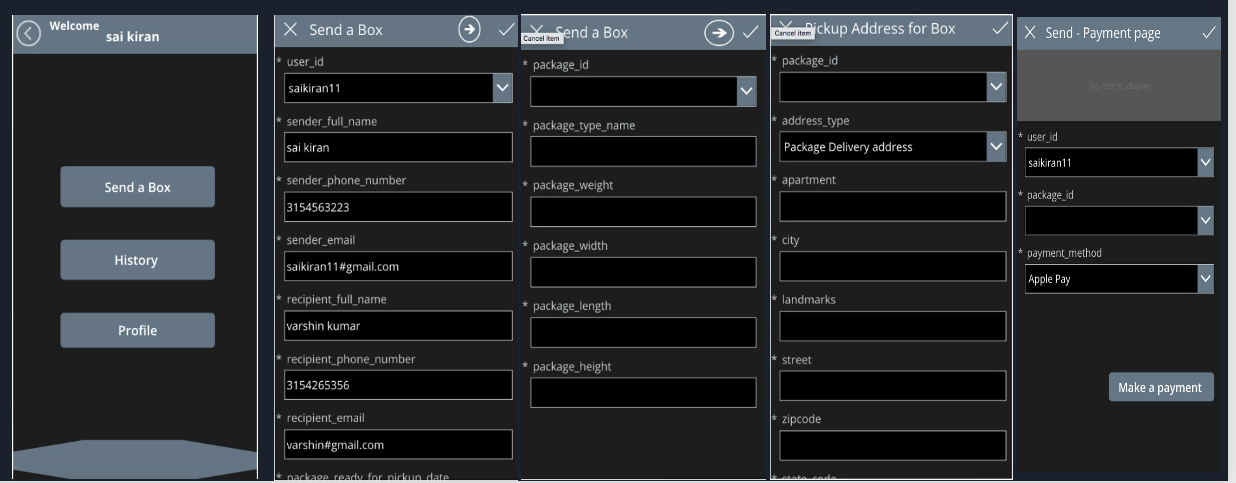 Welcome
sai kiran
Send a Box
History
Profile
Send a Box
* user_id
saikiran11
* sender_full_name
sai kiran
* sender_phone_number
3154563223
* sender_email
saikiran11#gmail.com
* recipient_full_name
varshin kumar
* recipient_phone_number
3154265356
* recipient_email
varshin#gmail.com
* package_ready_for_pickup_date
Send a Box
Cancel item
* package_id
* package_type_name
* package_weight
* package_width
* package_length
* package_height
Pickup Address for Box
Cancel item
* package_id
* address_type
Package Delivery address
* apartment
* city
* landmarks
* street
* zipcode
* state_code
Send - Payment page
No item to display
* user_id
saikiran11
* package_id
* payment_method
Apple Pay
Make a payment